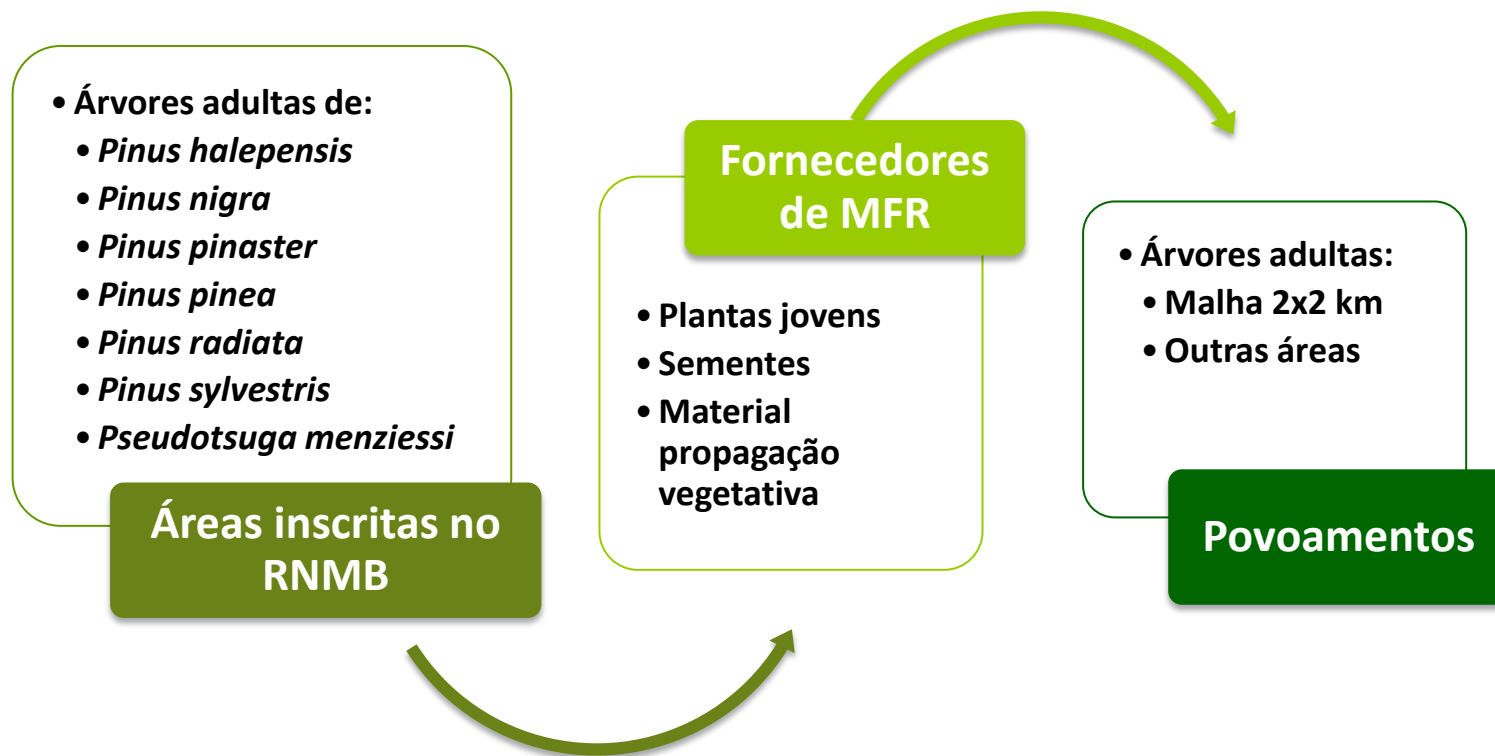 • Árvores adultas de:
• Pinus halepensis
• Pinus nigra
• Pinus pinaster
• Pinus pinea
• Pinus radiata
• Pinus sylvestris
• Pseudotsuga menziessi
Áreas inscritas no
RNMB
Fornecedores
de MFR
• Plantas jovens
• Sementes
• Material
propagação
vegetativa
• Árvores adultas:
• Malha 2x2 km
• Outras áreas
Povoamentos